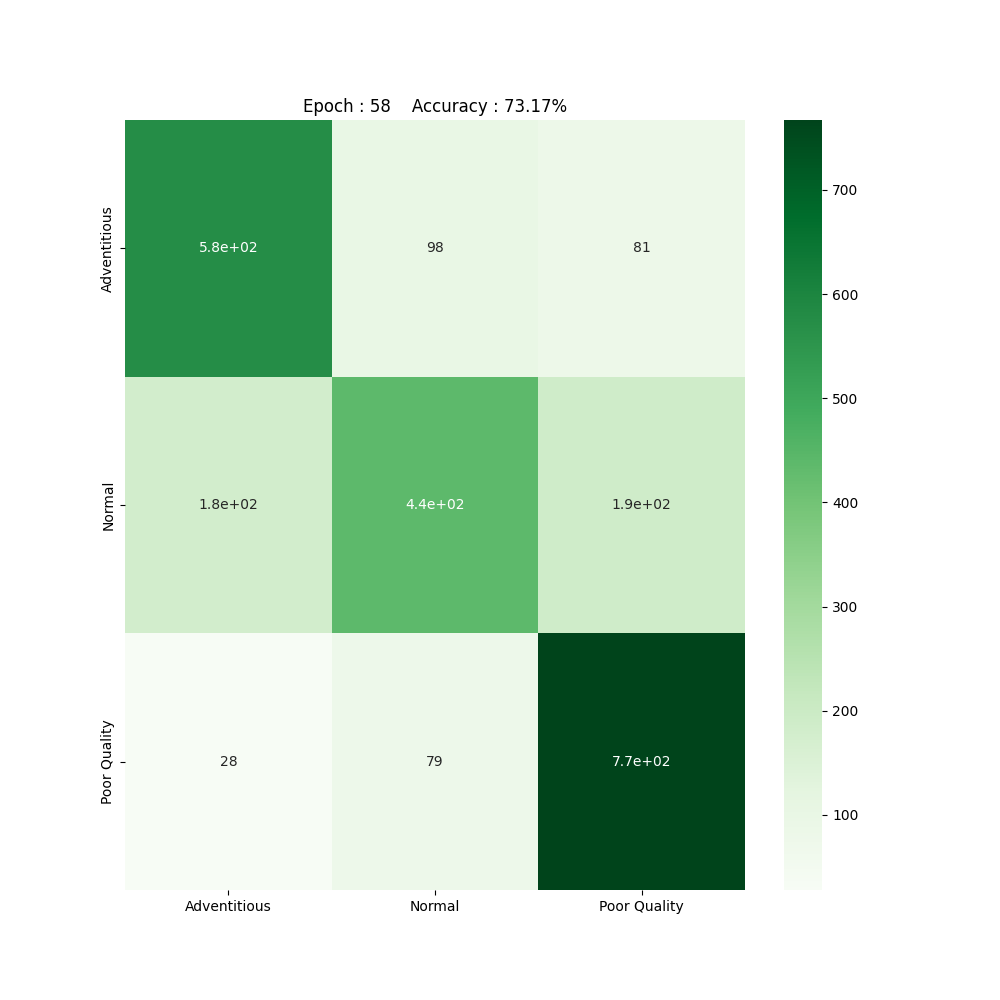 Epoch : 58    Accuracy : 73.17%
Adventitious
5.8e+02 98 81
700
600
500
Normal
1.8e+02 4.4e+02 1.9e+02
400
300
200
Poor Quality
28 79 7.7e+02
100
Adventitious Normal Poor Quality